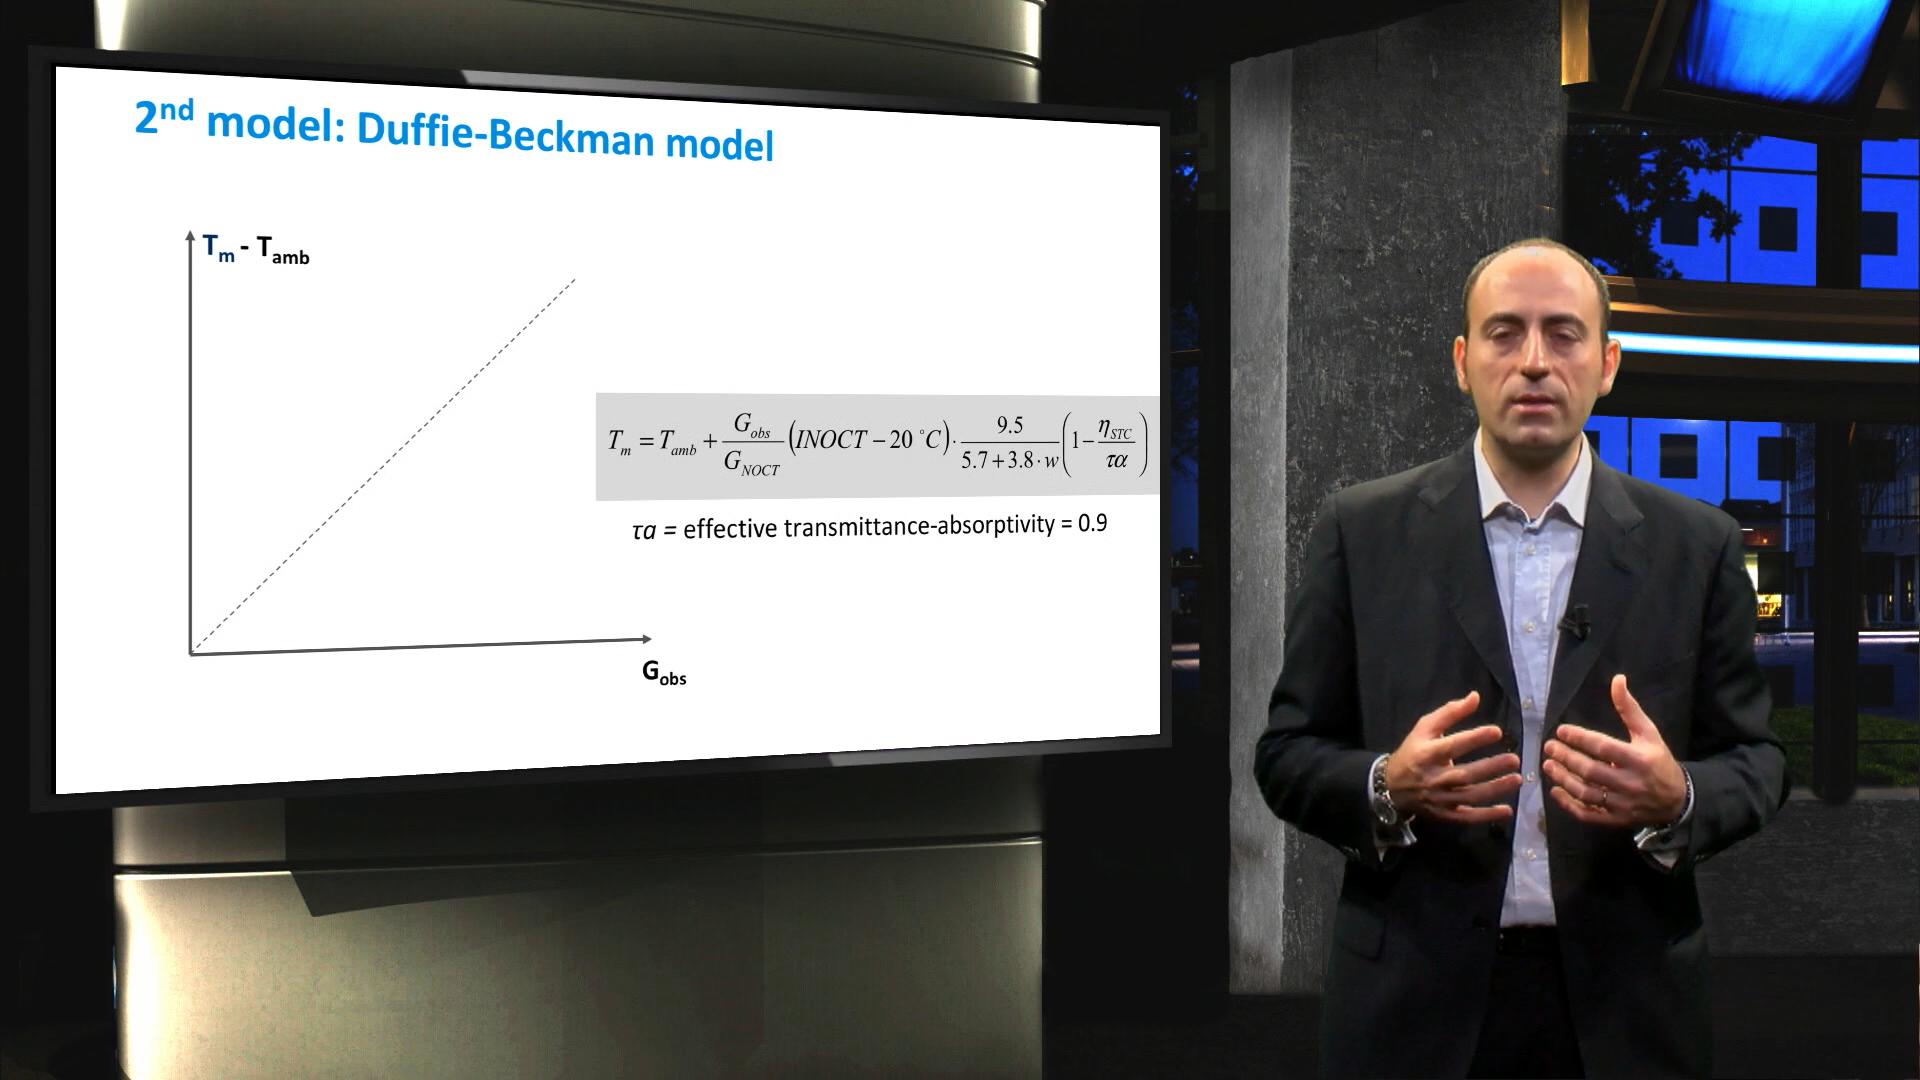 2nd model: Duffie-Beckman model
Tm - Tamb
Tm = Tamb + Gobs/GNOCT (INOCT − 20 °C) · 9.5/(5.7 + 3.8 · w) (1 − ηSTC/τα)
τα = effective transmittance-absorptivity = 0.9
Gobs